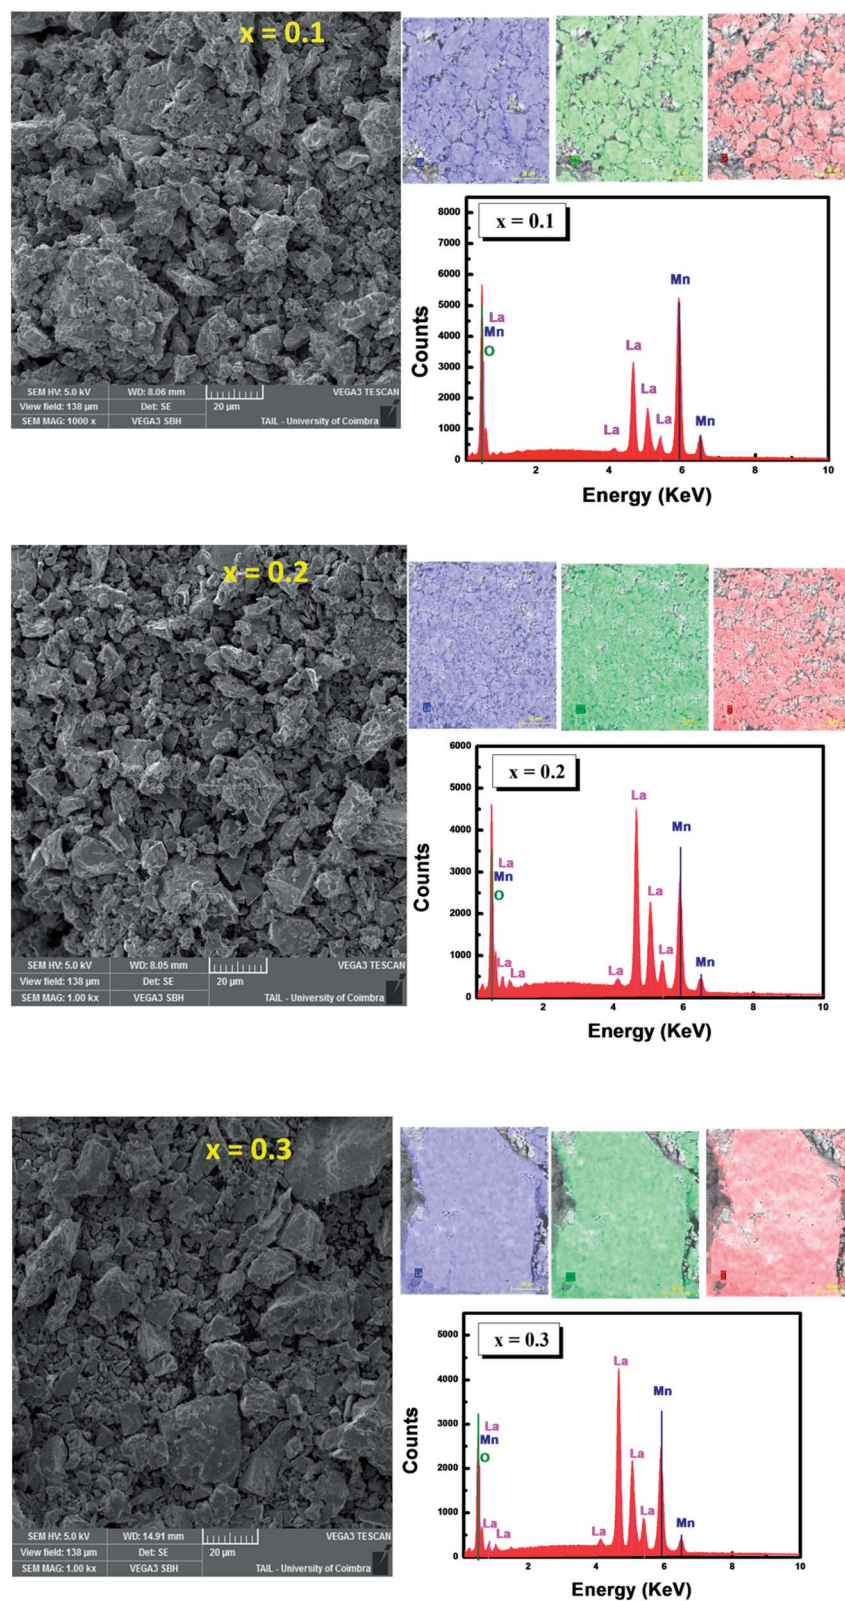 x = 0.1
SEM HV: 5.0 kV
WD: 8.06 mm
VEGA3 TESCAN
View field: 138 µm
Det: SE
20 µm
SEM MAG: 1000 x
VEGA3 SBH
TAIL - University of Coimbra
x = 0.1
8500
8000
7000
6000
5000
4000
3000
2000
1000
0
Counts
La
Mn
O
La
La
La
La
Mn
Mn
2
4
6
8
10
Energy (KeV)
x = 0.2
SEM HV: 5.0 kV
WD: 8.05 mm
VEGA3 TESCAN
View field: 138 µm
Det: SE
20 µm
SEM MAG: 1.00 kx
VEGA3 SBH
TAIL - University of Coimbra
x = 0.2
6000
5000
4000
3000
2000
1000
0
Counts
La
Mn
O
La
La
La
La
La
La
Mn
Mn
2
4
6
8
10
Energy (KeV)
x = 0.3
SEM HV: 5.0 kV
WD: 14.91 mm
VEGA3 TESCAN
View field: 138 µm
Det: SE
20 µm
SEM MAG: 1.00 kx
VEGA3 SBH
TAIL - University of Coimbra
x = 0.3
5000
4000
3000
2000
1000
0
Counts
La
Mn
O
La
La
La
La
La
La
Mn
Mn
2
4
6
8
10
Energy (KeV)